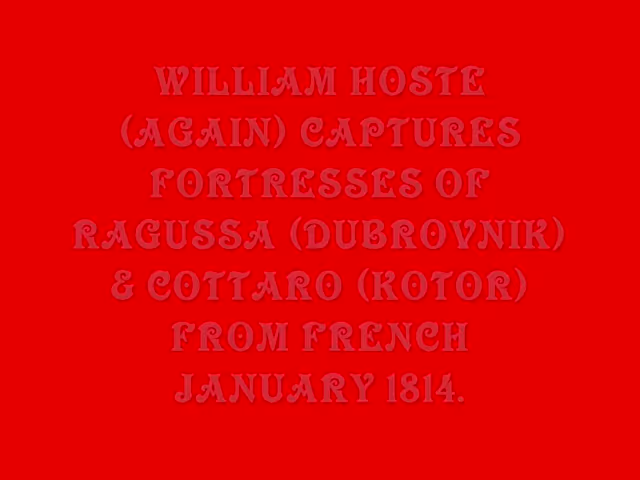 WILLIAM HOSTE
(AGAIN) CAPTURES
FORTRESSES OF
RAGUSSA (DUBROVNIK)
& COTTARO (KOTOR)
FROM FRENCH
JANUARY 1814.